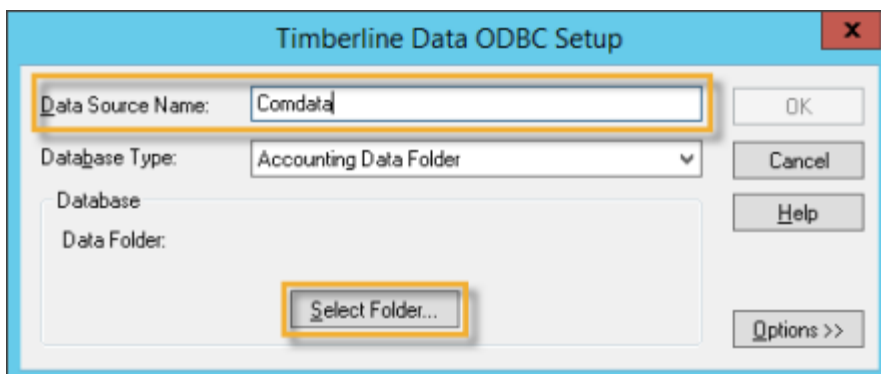 Timberline Data ODBC Setup
x
Data Source Name: Comdata
OK
Database Type: Accounting Data Folder
Cancel
Database
Help
Data Folder:
Select Folder...
Options >>